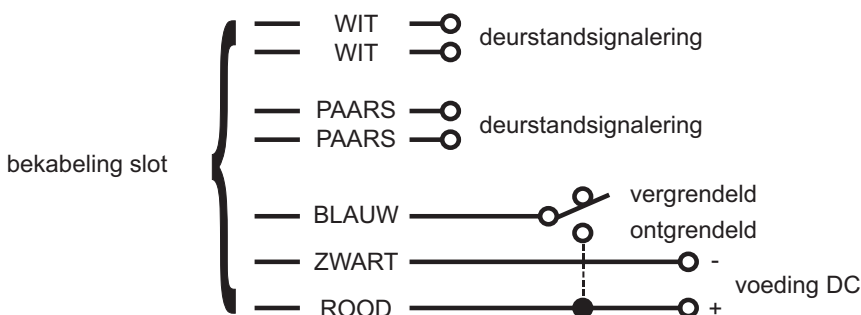 WIT
WIT
deurstandsignalering
PAARS
PAARS
deurstandsignalering
bekabeling slot
BLAUW
vergrendeld
ontgrendeld
ZWART
-
voeding DC
ROOD
+